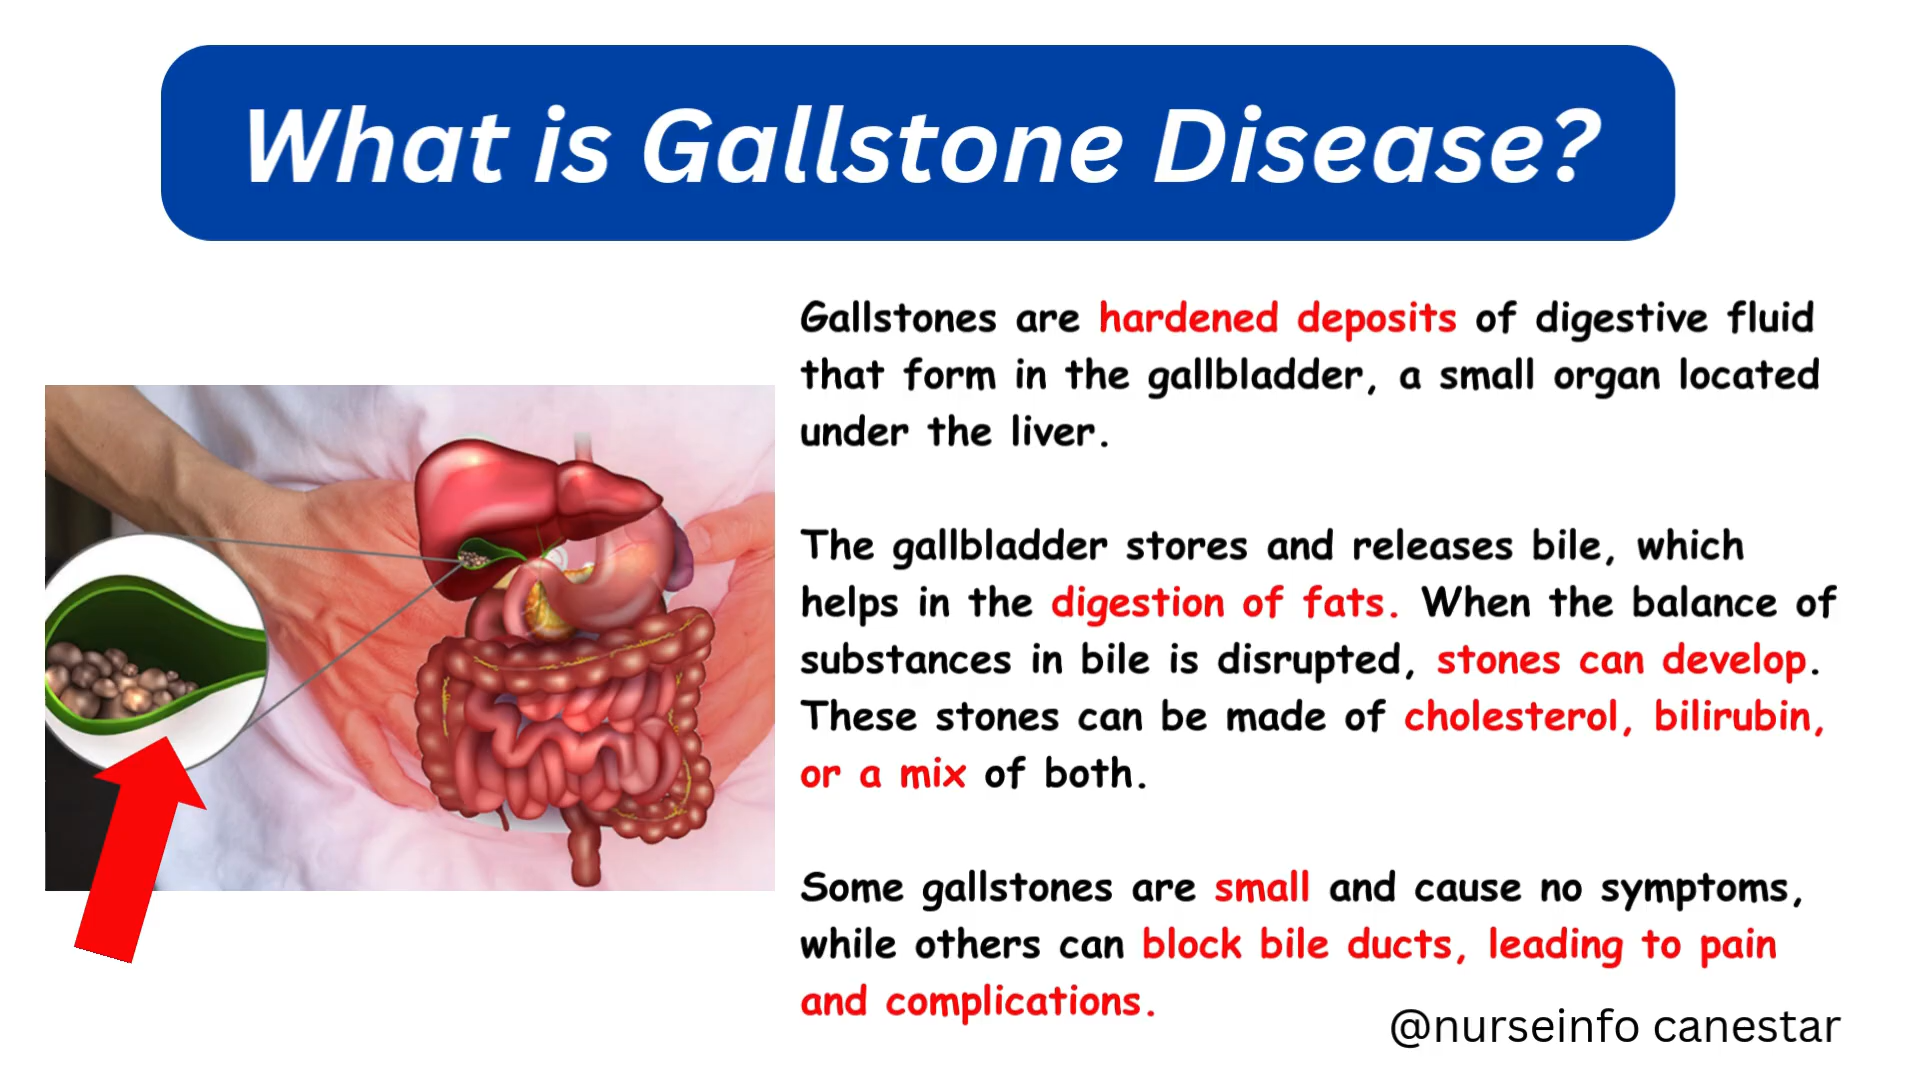 What is Gallstone Disease?
Gallstones are hardened deposits of digestive fluid
that form in the gallbladder, a small organ located
under the liver.
The gallbladder stores and releases bile, which
helps in the digestion of fats. When the balance of
substances in bile is disrupted, stones can develop.
These stones can be made of cholesterol, bilirubin,
or a mix of both.
Some gallstones are small and cause no symptoms,
while others can block bile ducts, leading to pain
and complications.
@nurseinfo canestar